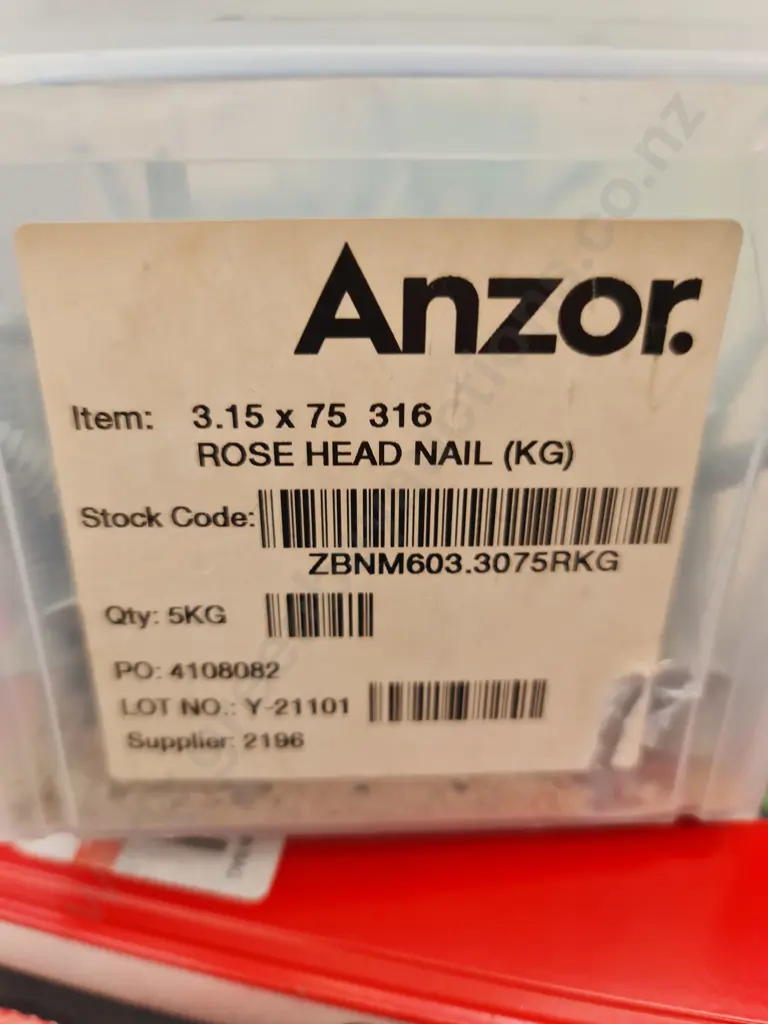 Anzor.
Item: 3.15 x 75 316
ROSE HEAD NAIL (KG)
Stock Code:
ZBNM603.3075RKG
Qty: 5KG
PO: 4108082
LOT NO.: Y-21101
Supplier: 2196